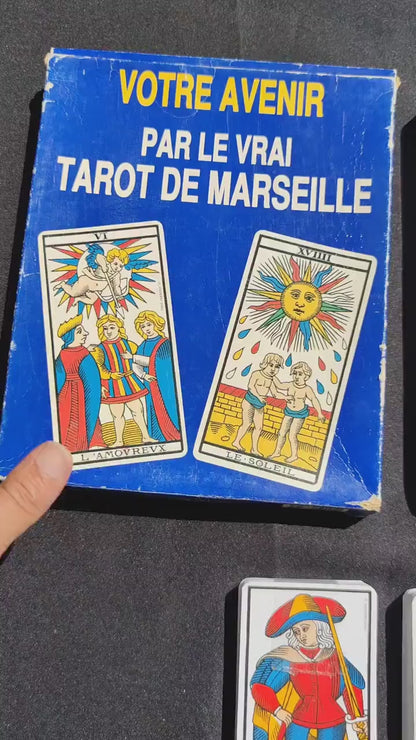 VOTRE AVENIR
PAR LE VRAI
TAROT DE MARSEILLE
VI
XVIIII
L'AMOVREVX
LE·SOLEIL